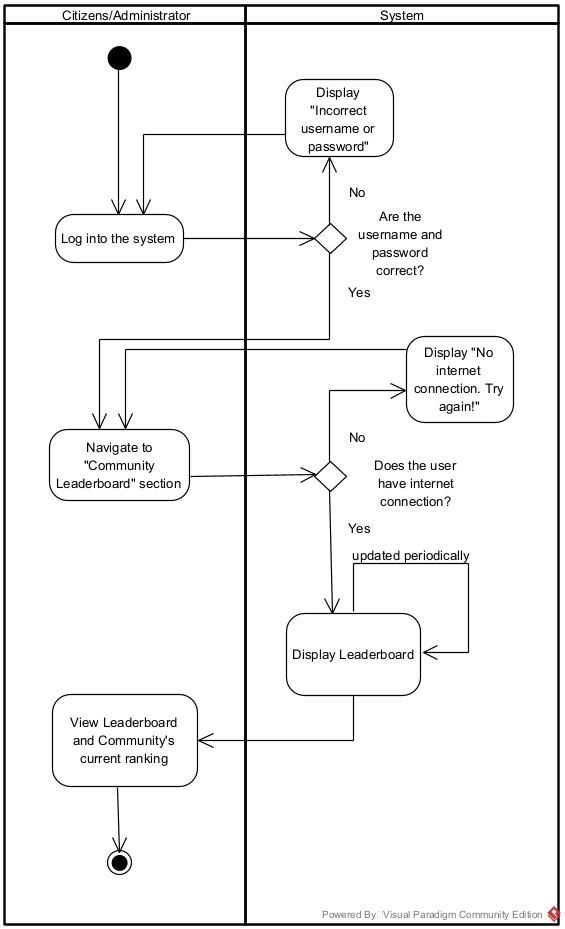 Citizens/Administrator
System
Display
"Incorrect
username or
password"
No
Log into the system
Are the
username and
password
correct?
Yes
Display "No
internet
connection. Try
again!"
No
Navigate to
"Community
Leaderboard" section
Does the user
have internet
connection?
Yes
updated periodically
Display Leaderboard
View Leaderboard
and Community's
current ranking
Powered By Visual Paradigm Community Edition